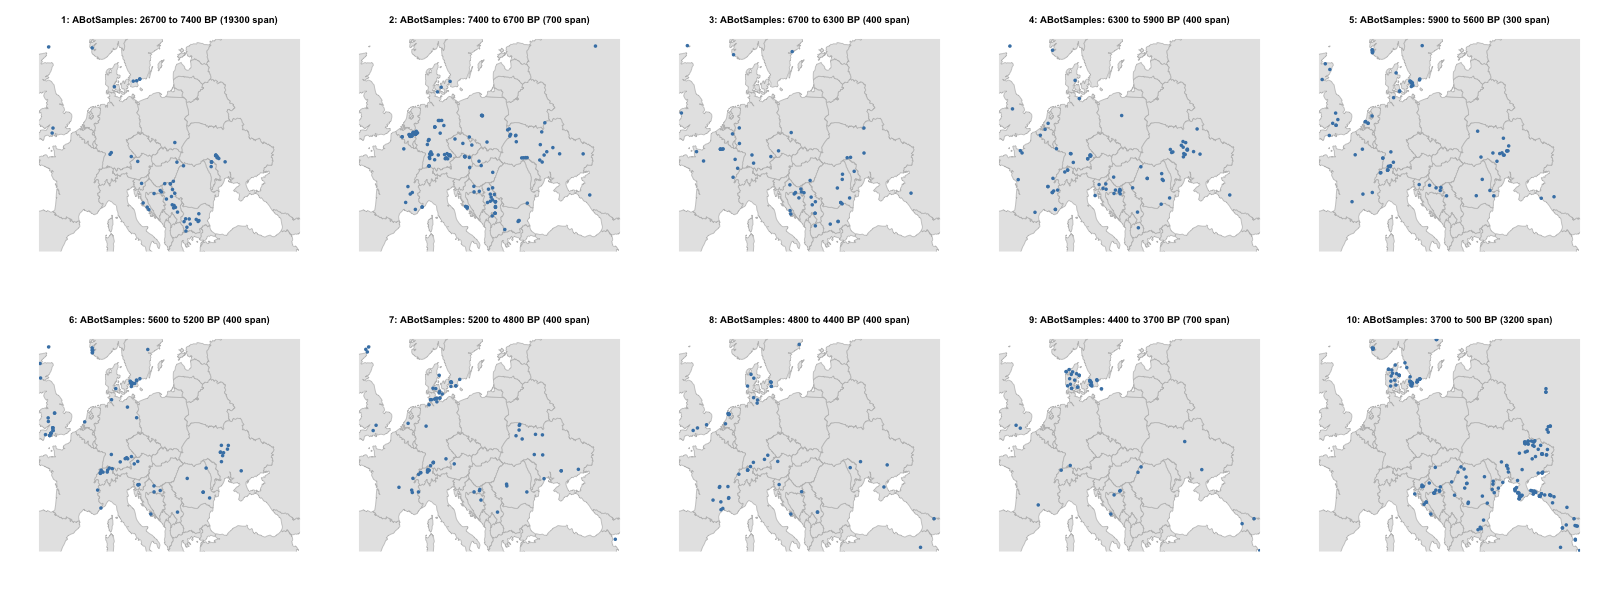 1: ABotSamples: 26700 to 7400 BP (19300 span)
2: ABotSamples: 7400 to 6700 BP (700 span)
3: ABotSamples: 6700 to 6300 BP (400 span)
4: ABotSamples: 6300 to 5900 BP (400 span)
5: ABotSamples: 5900 to 5600 BP (300 span)
6: ABotSamples: 5600 to 5200 BP (400 span)
7: ABotSamples: 5200 to 4800 BP (400 span)
8: ABotSamples: 4800 to 4400 BP (400 span)
9: ABotSamples: 4400 to 3700 BP (700 span)
10: ABotSamples: 3700 to 500 BP (3200 span)